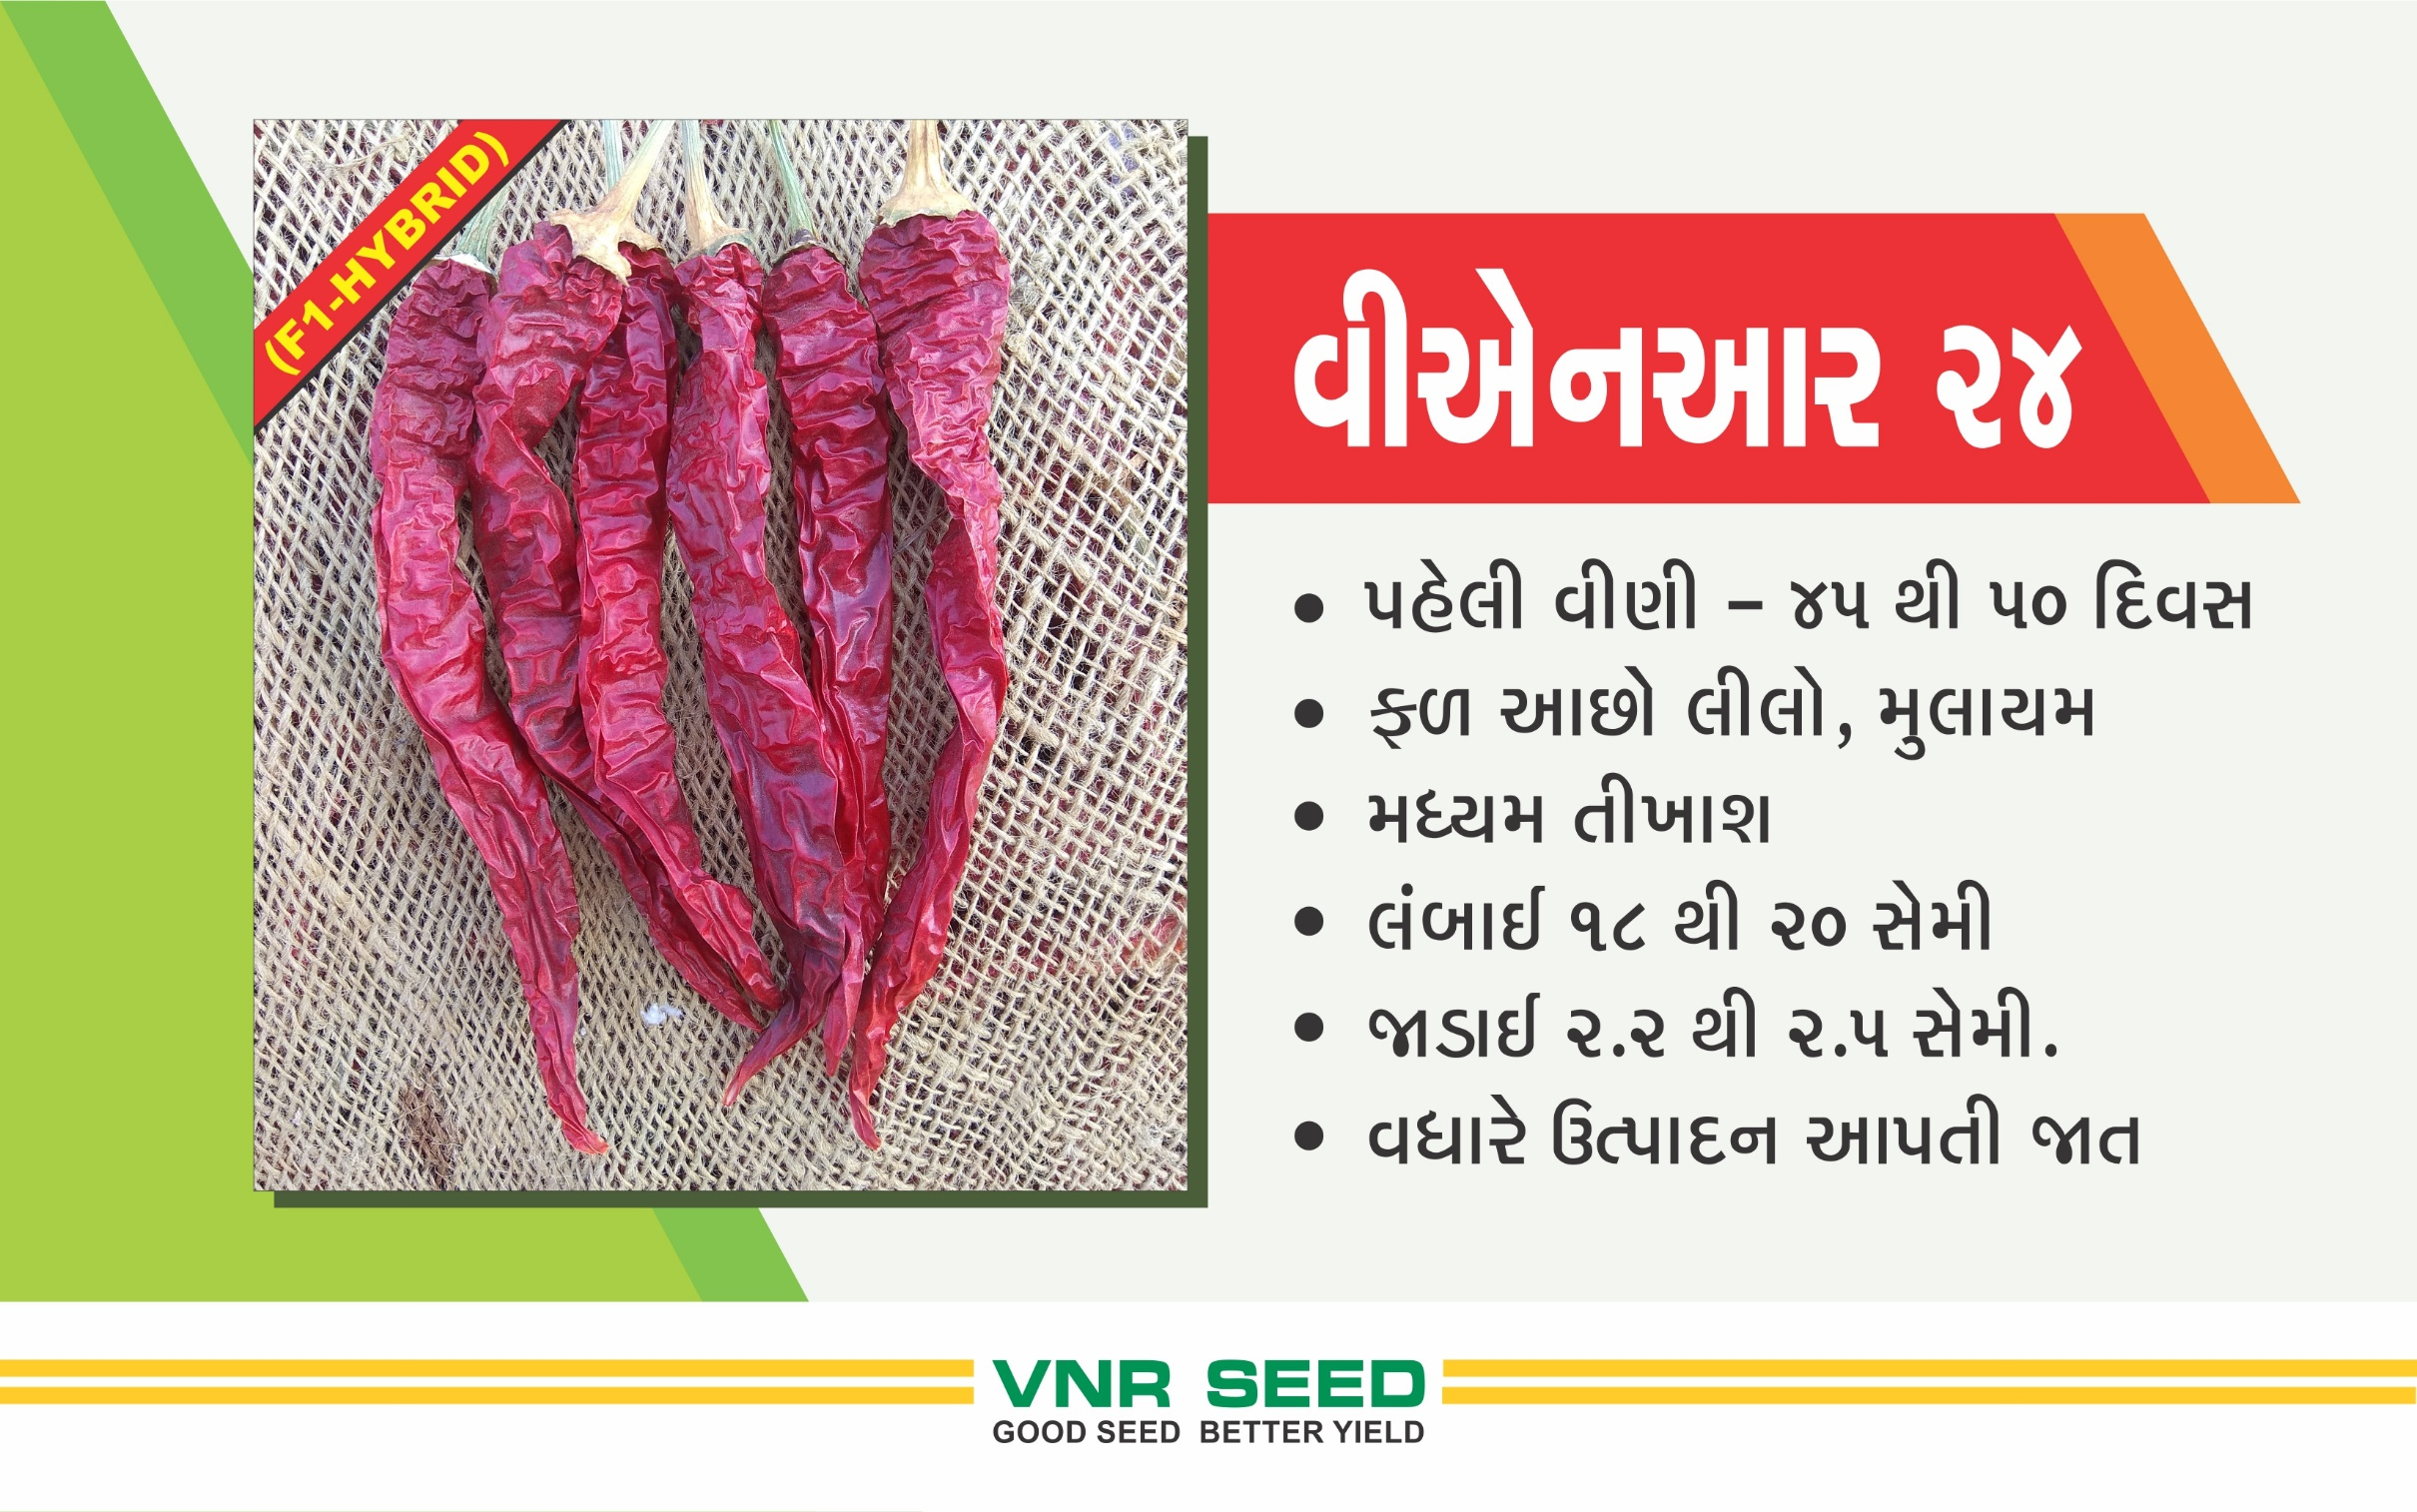 (F1-HYBRID)
વીએનઆર ૨૪
• પહેલી વીણી – ૪૫ થી ૫૦ દિવસ
• ફળ આછો લીલો, મુલાયમ
• મધ્યમ તીખાશ
• લંબાઈ ૧૮ થી ૨૦ સેમી
• જાડાઈ ૨.૨ થી ૨.૫ સેમી.
• વધારે ઉત્પાદન આપતી જાત
VNR SEED
GOOD SEED BETTER YIELD